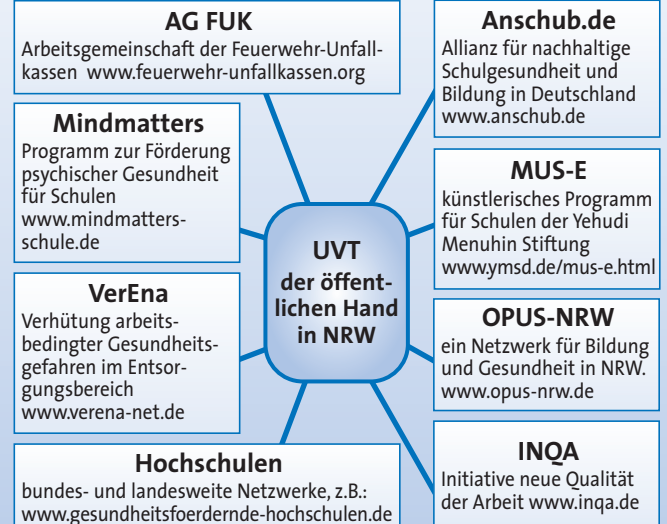 AG FUK
Arbeitsgemeinschaft der Feuerwehr-Unfall-
kassen www.feuerwehr-unfallkassen.org
Mindmatters
Programm zur Förderung
psychischer Gesundheit
für Schulen
www.mindmatters-
schule.de
VerEna
Verhütung arbeits-
bedingter Gesundheits-
gefahren im Entsor-
gungsbereich
www.verena-net.de
Hochschulen
bundes- und landesweite Netzwerke, z.B.:
www.gesundheitsfoerdernde-hochschulen.de
UVT
der öffent-
lichen Hand
in NRW
Anschub.de
Allianz für nachhaltige
Schulgesundheit und
Bildung in Deutschland
www.anschub.de
MUS-E
künstlerisches Programm
für Schulen der Yehudi
Menuhin Stiftung
www.ymsd.de/mus-e.html
OPUS-NRW
ein Netzwerk für Bildung
und Gesundheit in NRW.
www.opus-nrw.de
INQA
Initiative neue Qualität
der Arbeit www.inqa.de